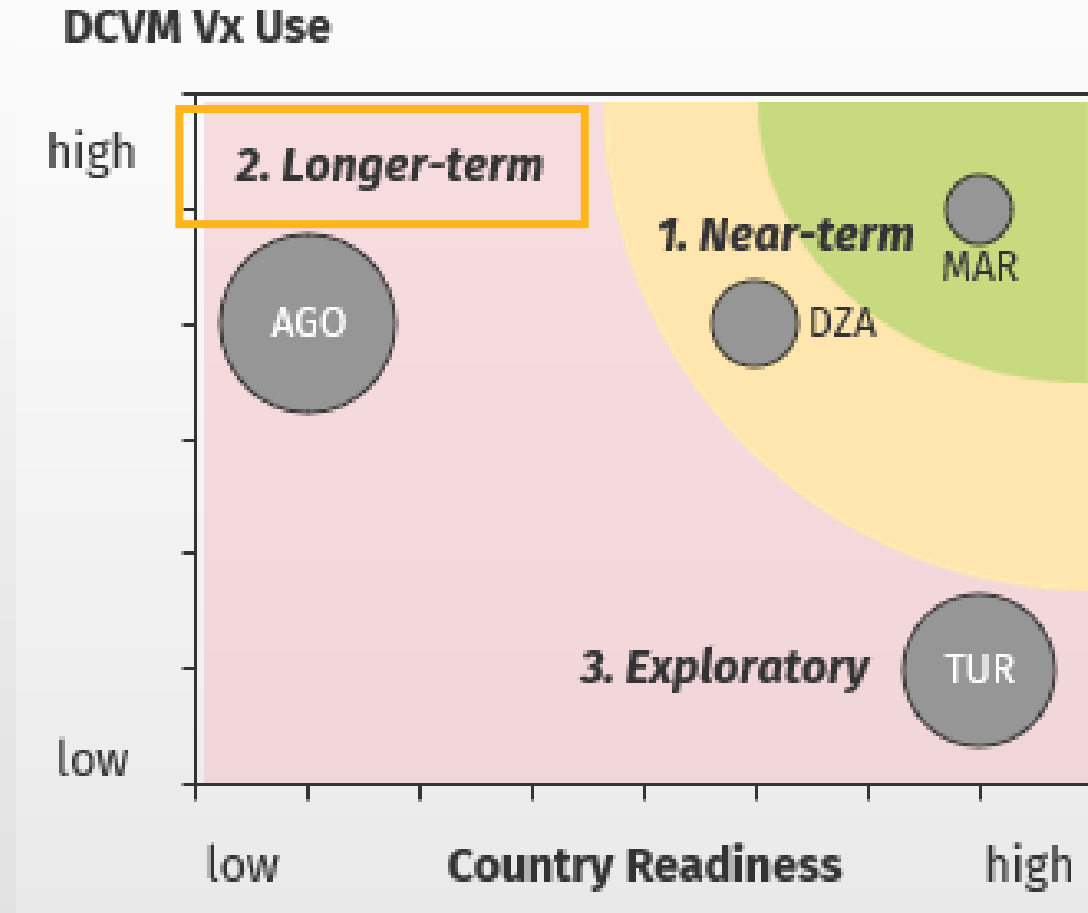 DCVM Vx Use
high
2. Longer-term
1. Near-term
MAR
AGO
DZA
3. Exploratory
TUR
low
low
Country Readiness
high